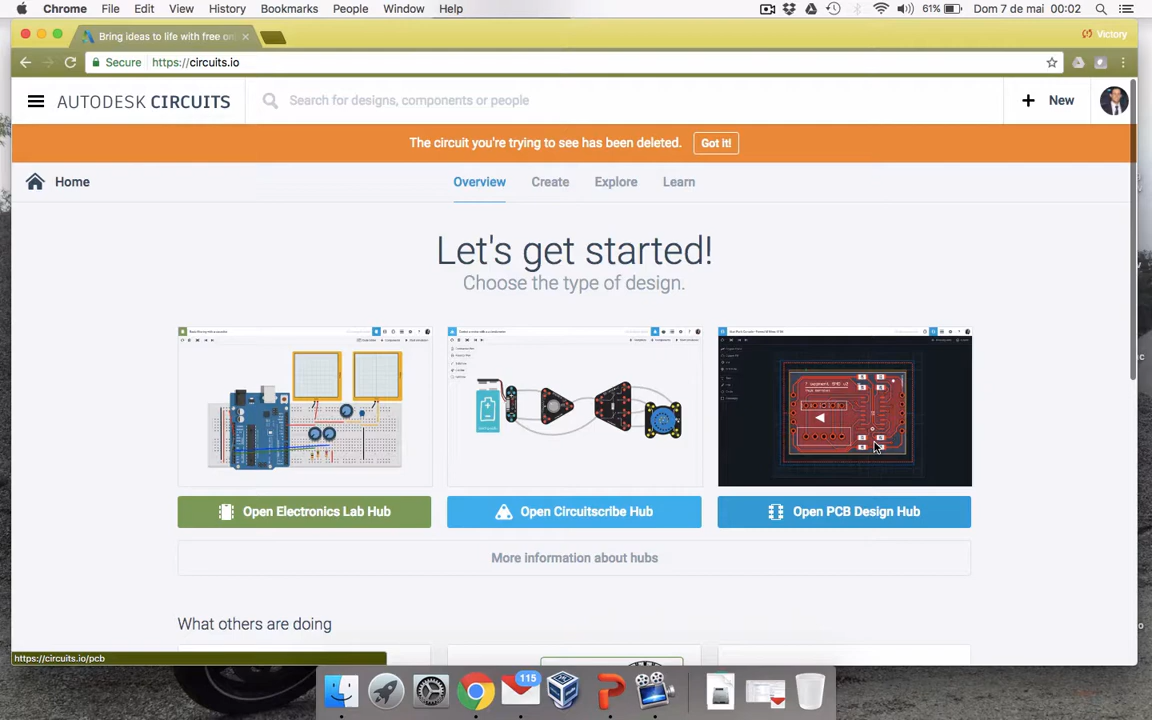 Chrome File Edit View History Bookmarks People Window Help 61% Dom 7 de mai 00:02
Bring ideas to life with free on Victory
Secure https://circuits.io
AUTODESK CIRCUITS Search for designs, components or people New
The circuit you're trying to see has been deleted. Got it!
Home Overview Create Explore Learn
Let's get started!
Choose the type of design.
Open Electronics Lab Hub Open Circuitscribe Hub Open PCB Design Hub
More information about hubs
What others are doing
https://circuits.io/pcb
115